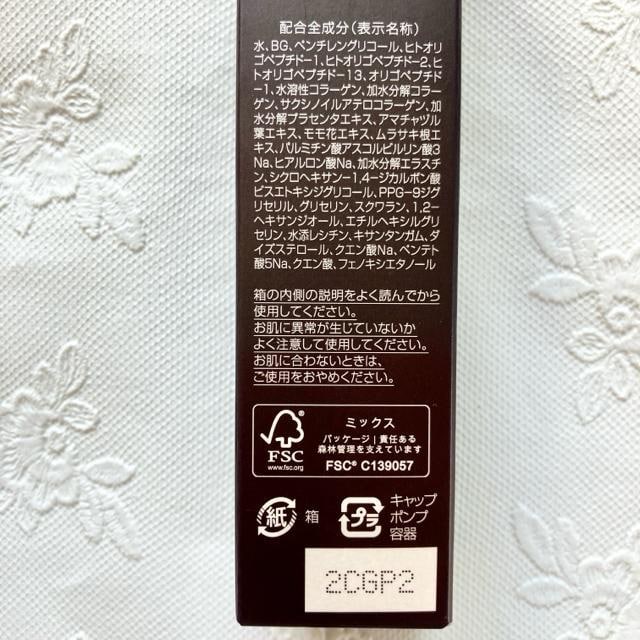 配合全成分(表示名称)
水、BG、ペンチレングリコール、ヒトオリ
ゴペプチド-1、ヒトオリゴペプチド-2、ヒ
トオリゴペプチド-13、オリゴペプチド
-1、水溶性コラーゲン、加水分解コラー
ゲン、サクシノイルアテロコラーゲン、加
水分解プラセンタエキス、アマチャヅル
葉エキス、モモ花エキス、ムラサキ根エ
キス、パルミチン酸アスコルビルリン酸3
Na、ヒアルロン酸Na、加水分解エラスチ
ン、シクロヘキサン-1,4-ジカルボン酸
ビスエトキシジグリコール、PPG-9ジグ
リセリル、グリセリン、スクワラン、1,2-
ヘキサンジオール、エチルヘキシルグリ
セリン、水添レシチン、キサンタンガム、ダ
イズステロール、クエン酸Na、ペンテト
酸5Na、クエン酸、フェノキシエタノール
箱の内側の説明をよく読んでから
使用してください。
お肌に異常が生じていないか
よく注意して使用してください。
お肌に合わないときは、
ご使用をおやめください。
FSC
www.fsc.org
ミックス
パッケージ|責任ある
森林管理を支えています
FSC® C139057
紙 箱
プラ
キャップ
ポンプ
容器
2CGP2